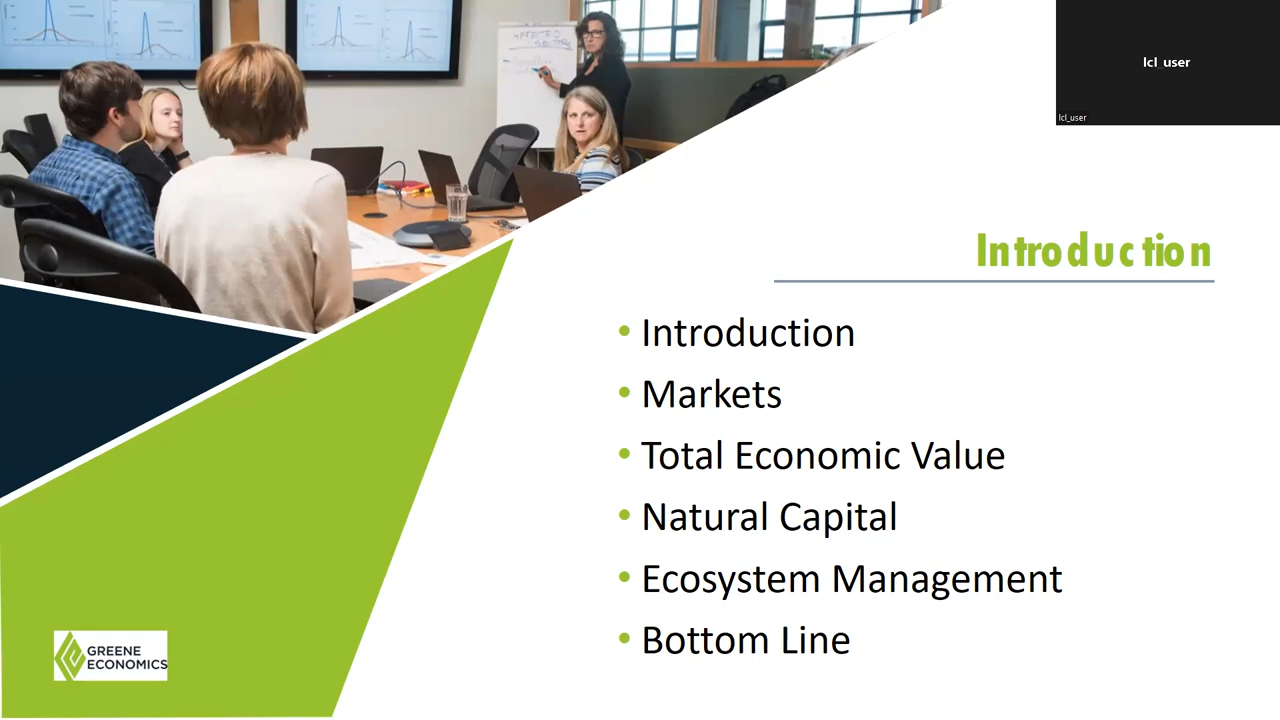 lcl_user
lcl_user
Introduction
• Introduction
• Markets
• Total Economic Value
• Natural Capital
• Ecosystem Management
• Bottom Line
GREENE
ECONOMICS